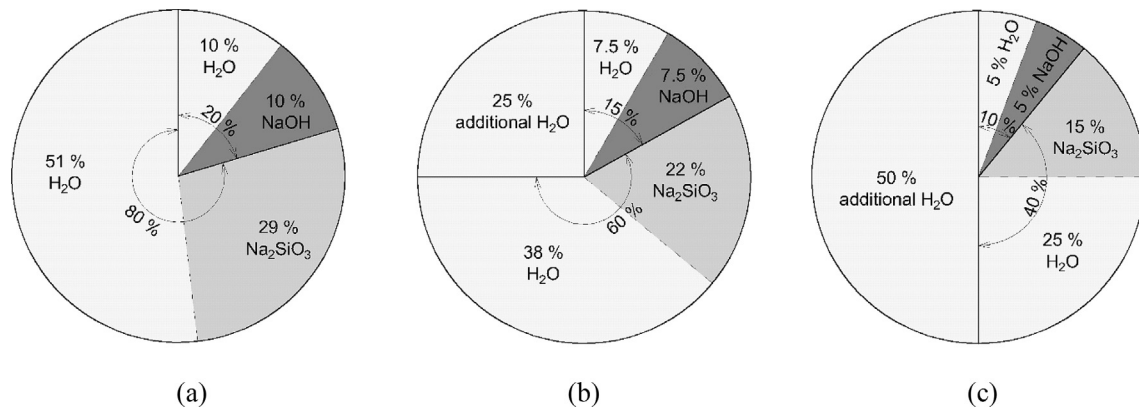 10 %
H₂O
10 %
NaOH
20 %
51 %
H₂O
80 %
29 %
Na₂SiO₃
(a)
7.5 %
H₂O
7.5 %
NaOH
15 %
25 %
additional H₂O
22 %
Na₂SiO₃
60 %
38 %
H₂O
(b)
5 % H₂O
5 % NaOH
10 %
15 %
Na₂SiO₃
50 %
additional H₂O
40 %
25 %
H₂O
(c)